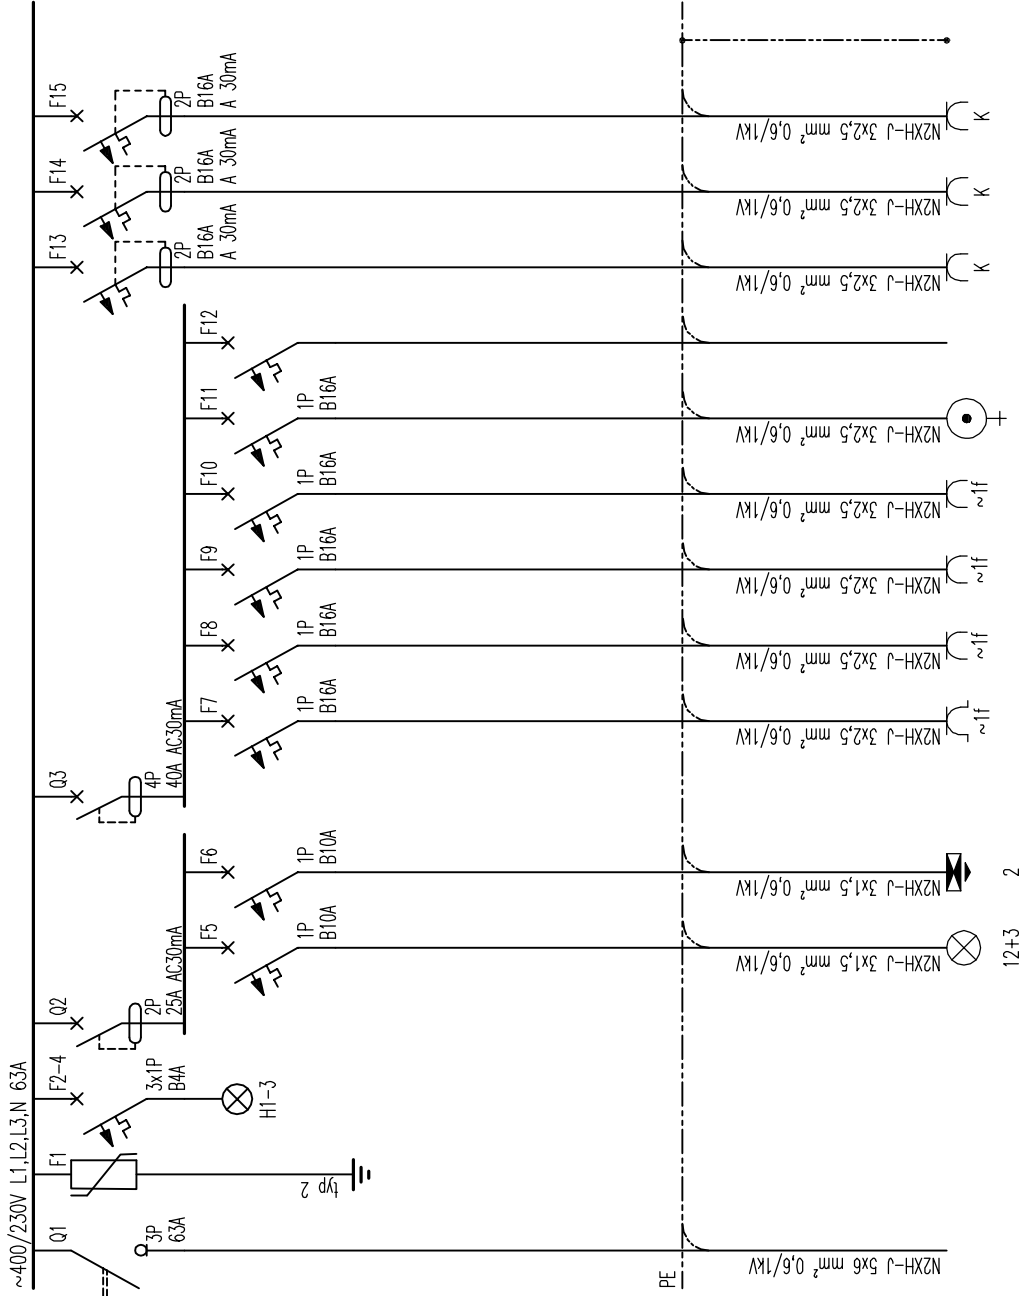 ~400/230V L1,L2,L3,N 63A
Q1
3P
63A
N2XH-J 5x6 mm² 0,6/1kV
PE
F1
typ 2
F2-4
3x1P
B4A
H1-3
Q2
2P
25A AC30mA
F5
1P
B10A
N2XH-J 3x1,5 mm² 0,6/1kV
12+3
F6
1P
B10A
N2XH-J 3x1,5 mm² 0,6/1kV
2
Q3
4P
40A AC30mA
F7
1P
B16A
N2XH-J 3x2,5 mm² 0,6/1kV
~1f
F8
1P
B16A
N2XH-J 3x2,5 mm² 0,6/1kV
~1f
F9
1P
B16A
N2XH-J 3x2,5 mm² 0,6/1kV
~1f
F10
1P
B16A
N2XH-J 3x2,5 mm² 0,6/1kV
~1f
F11
1P
B16A
N2XH-J 3x2,5 mm² 0,6/1kV
F12
F13
2P
B16A
A 30mA
N2XH-J 3x2,5 mm² 0,6/1kV
K
F14
2P
B16A
A 30mA
N2XH-J 3x2,5 mm² 0,6/1kV
K
F15
2P
B16A
A 30mA
N2XH-J 3x2,5 mm² 0,6/1kV
K